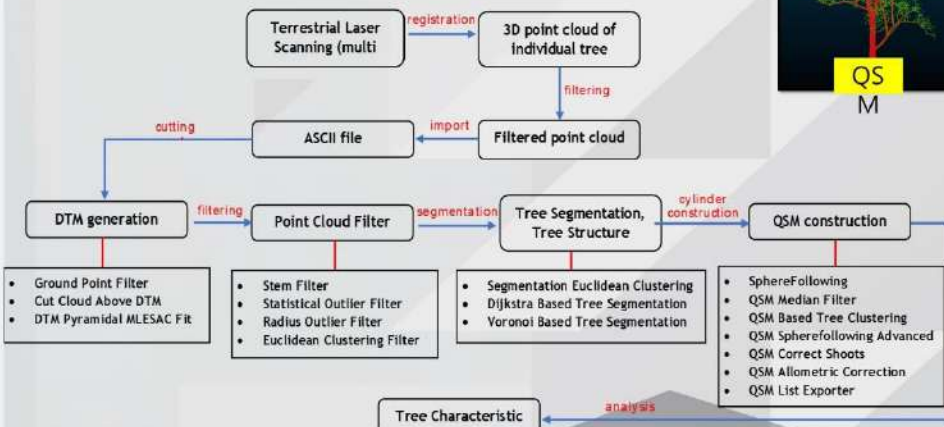 Terrestrial Laser
Scanning (multi
registration
3D point cloud of
individual tree
QS
M
filtering
cutting
ASCII file
import
Filtered point cloud
DTM generation
filtering
Point Cloud Filter
segmentation
Tree Segmentation,
Tree Structure
cylinder
construction
QSM construction
• Ground Point Filter
• Cut Cloud Above DTM
• DTM Pyramidal MLESAC Fit
• Stem Filter
• Statistical Outlier Filter
• Radius Outlier Filter
• Euclidean Clustering Filter
• Segmentation Euclidean Clustering
• Dijkstra Based Tree Segmentation
• Voronoi Based Tree Segmentation
• SphereFollowing
• QSM Median Filter
• QSM Based Tree Clustering
• QSM Spherefollowing Advanced
• QSM Correct Shoots
• QSM Allometric Correction
• QSM List Exporter
Tree Characteristic
analysis